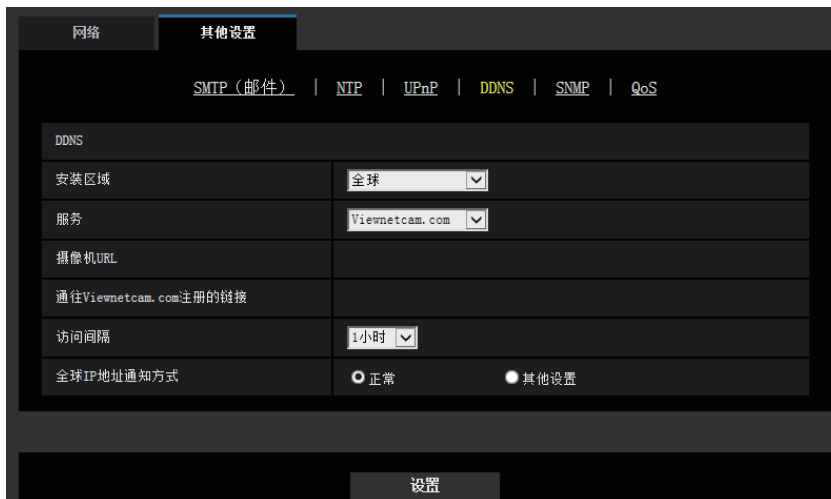 网络 其他设置
SMTP（邮件） | NTP | UPnP | DDNS | SNMP | QoS
DDNS
安装区域 全球
服务 Viewnetcam.com
摄像机URL
通往Viewnetcam.com注册的链接
访问间隔 1小时
全球IP地址通知方式 正常 其他设置
设置